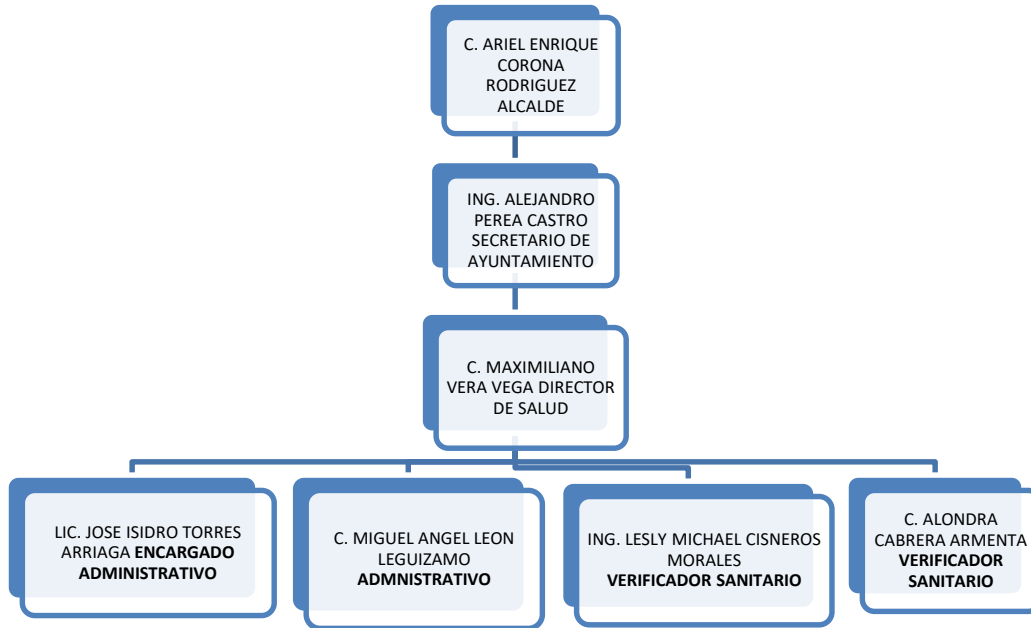 C. ARIEL ENRIQUE
CORONA
RODRIGUEZ
ALCALDE
ING. ALEJANDRO
PEREA CASTRO
SECRETARIO DE
AYUNTAMIENTO
C. MAXIMILIANO
VERA VEGA DIRECTOR
DE SALUD
LIC. JOSE ISIDRO TORRES
ARRIAGA ENCARGADO
ADMINISTRATIVO
C. MIGUEL ANGEL LEON
LEGUIZAMO
ADMNISTRATIVO
ING. LESLY MICHAEL CISNEROS
MORALES
VERIFICADOR SANITARIO
C. ALONDRA
CABRERA ARMENTA
VERIFICADOR
SANITARIO